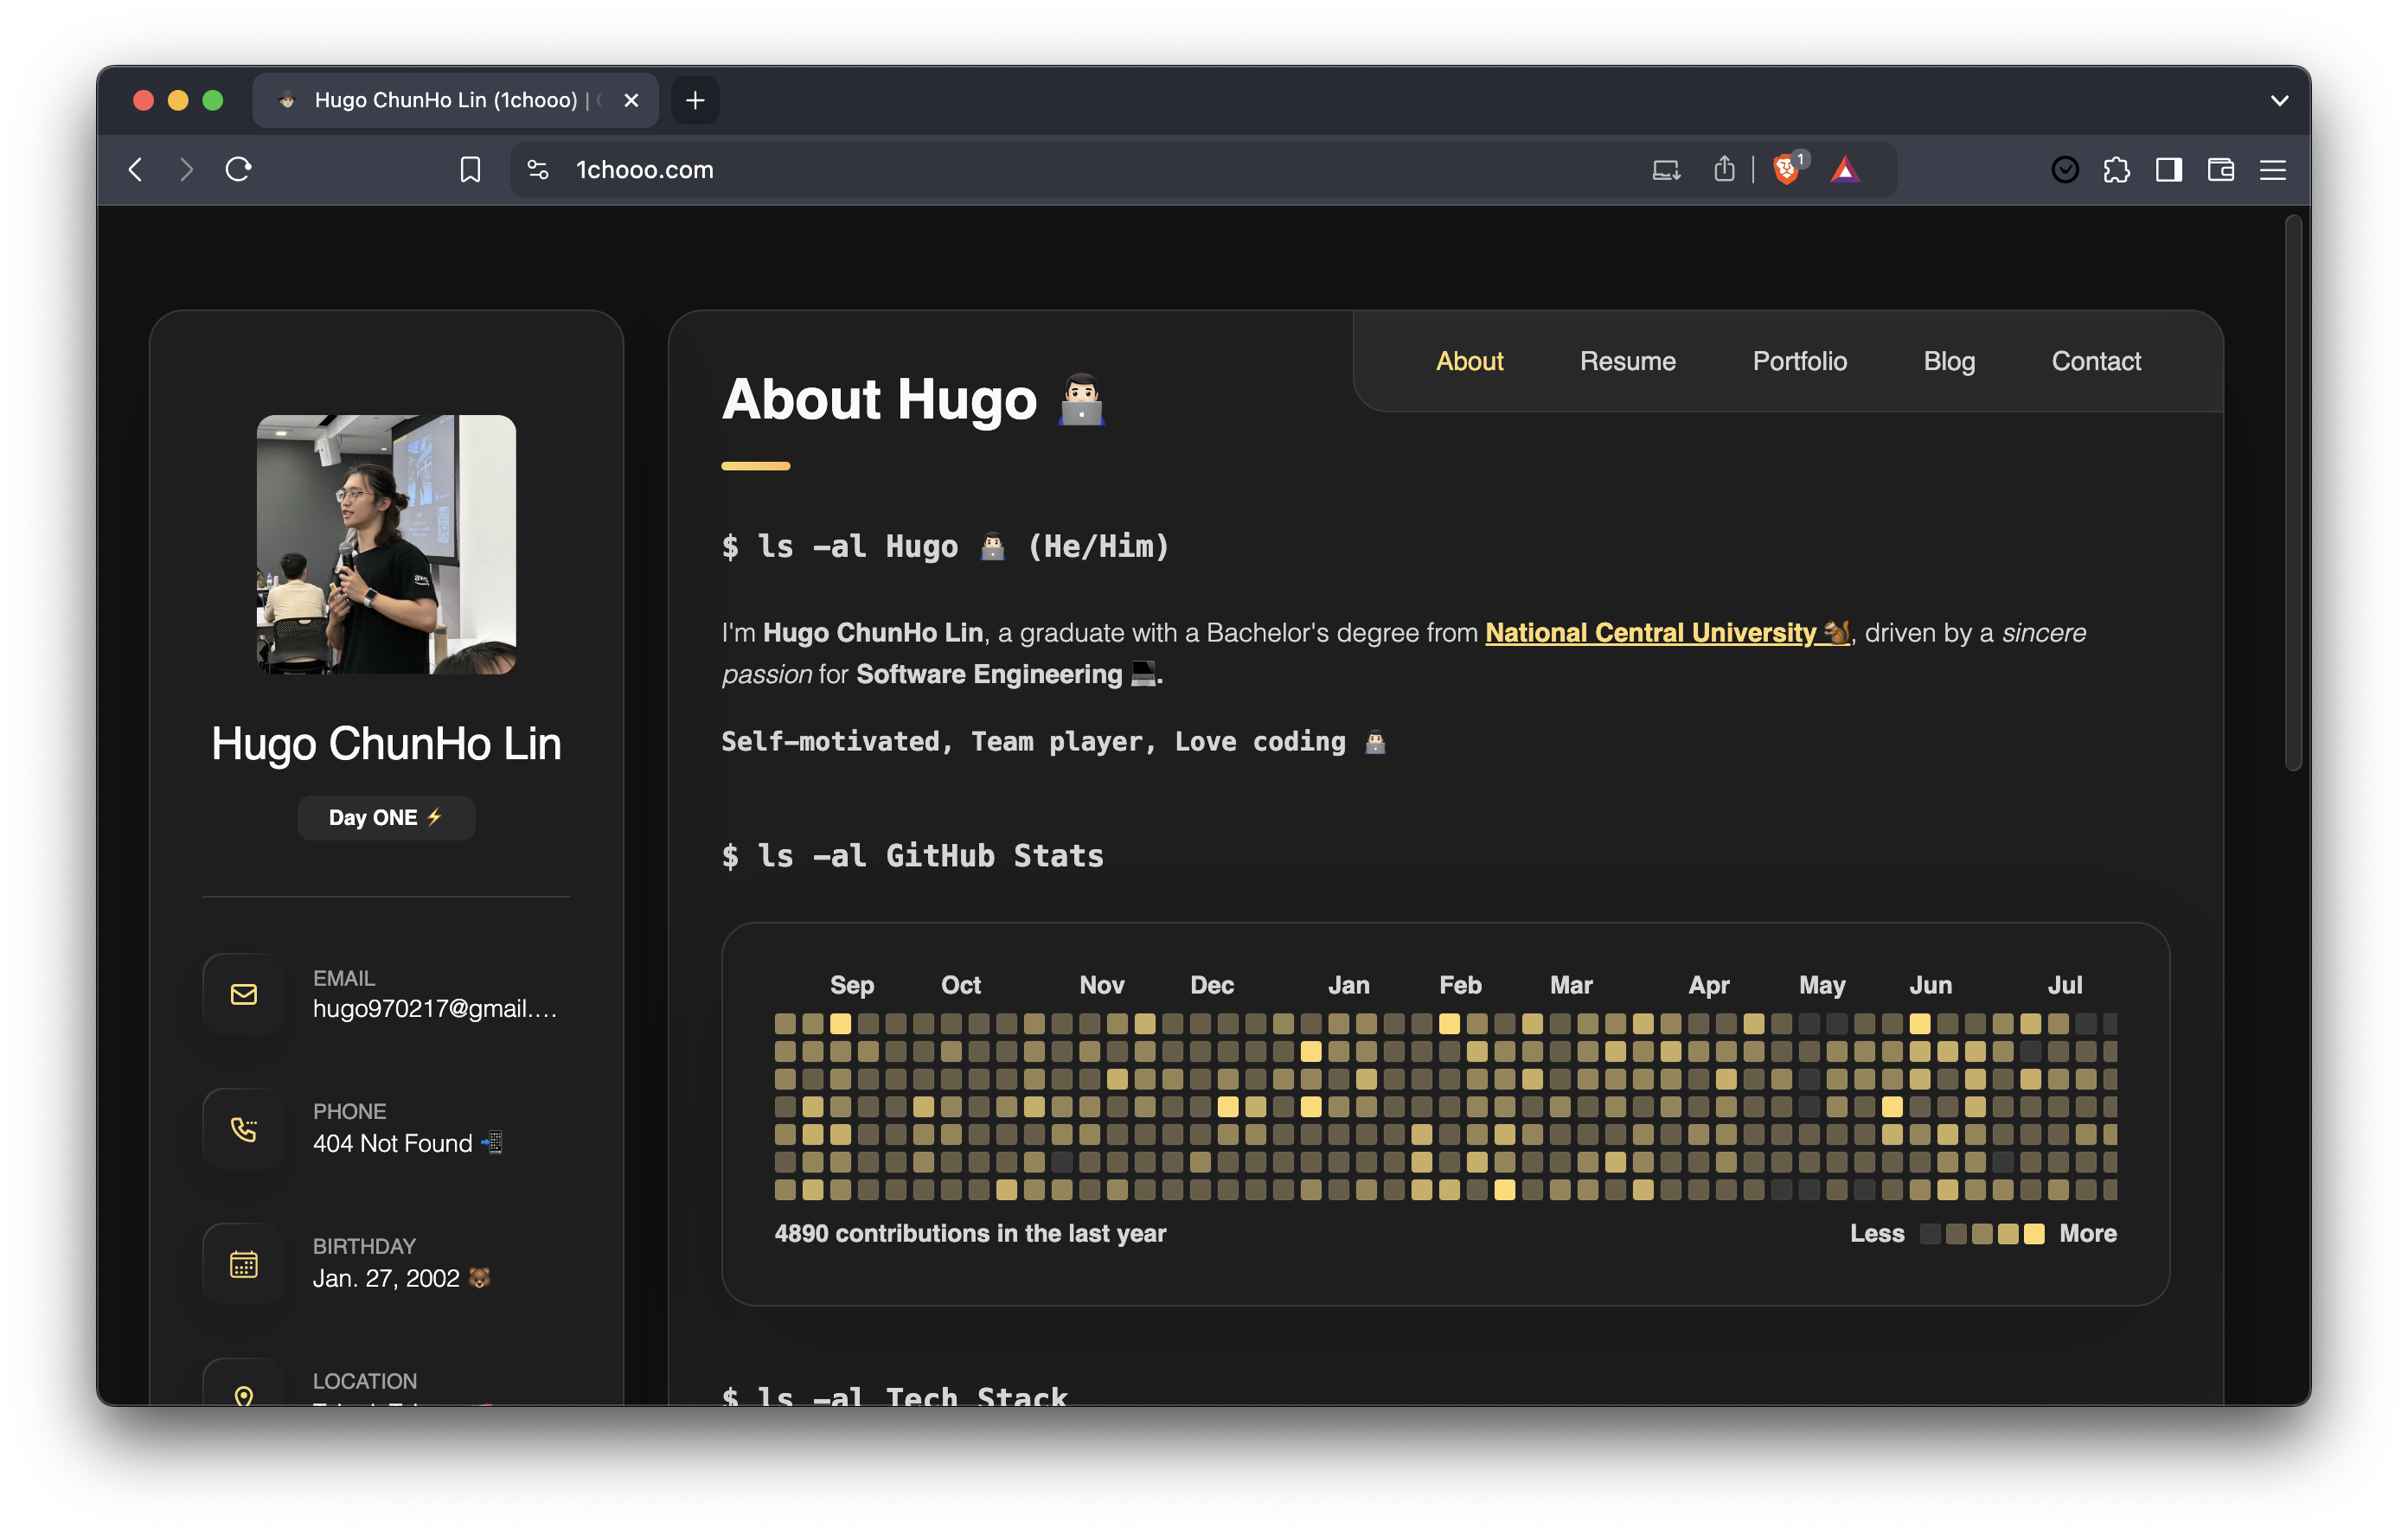 Hugo ChunHo Lin (1chooo) |
1chooo.com
1
About
Resume
Portfolio
Blog
Contact
Hugo ChunHo Lin
Day ONE ⚡
EMAIL
hugo970217@gmail.…
PHONE
404 Not Found 📲
BIRTHDAY
Jan. 27, 2002 🐻
LOCATION
About Hugo 👨🏻‍💻
$ ls -al Hugo 👨🏻‍💻 (He/Him)
I'm Hugo ChunHo Lin, a graduate with a Bachelor's degree from National Central University 🐿️, driven by a sincere
passion for Software Engineering 💻.
Self-motivated, Team player, Love coding 👨🏻‍💻
$ ls -al GitHub Stats
Sep Oct Nov Dec Jan Feb Mar Apr May Jun Jul
4890 contributions in the last year
Less More
$ ls -al Tech Stack
aws